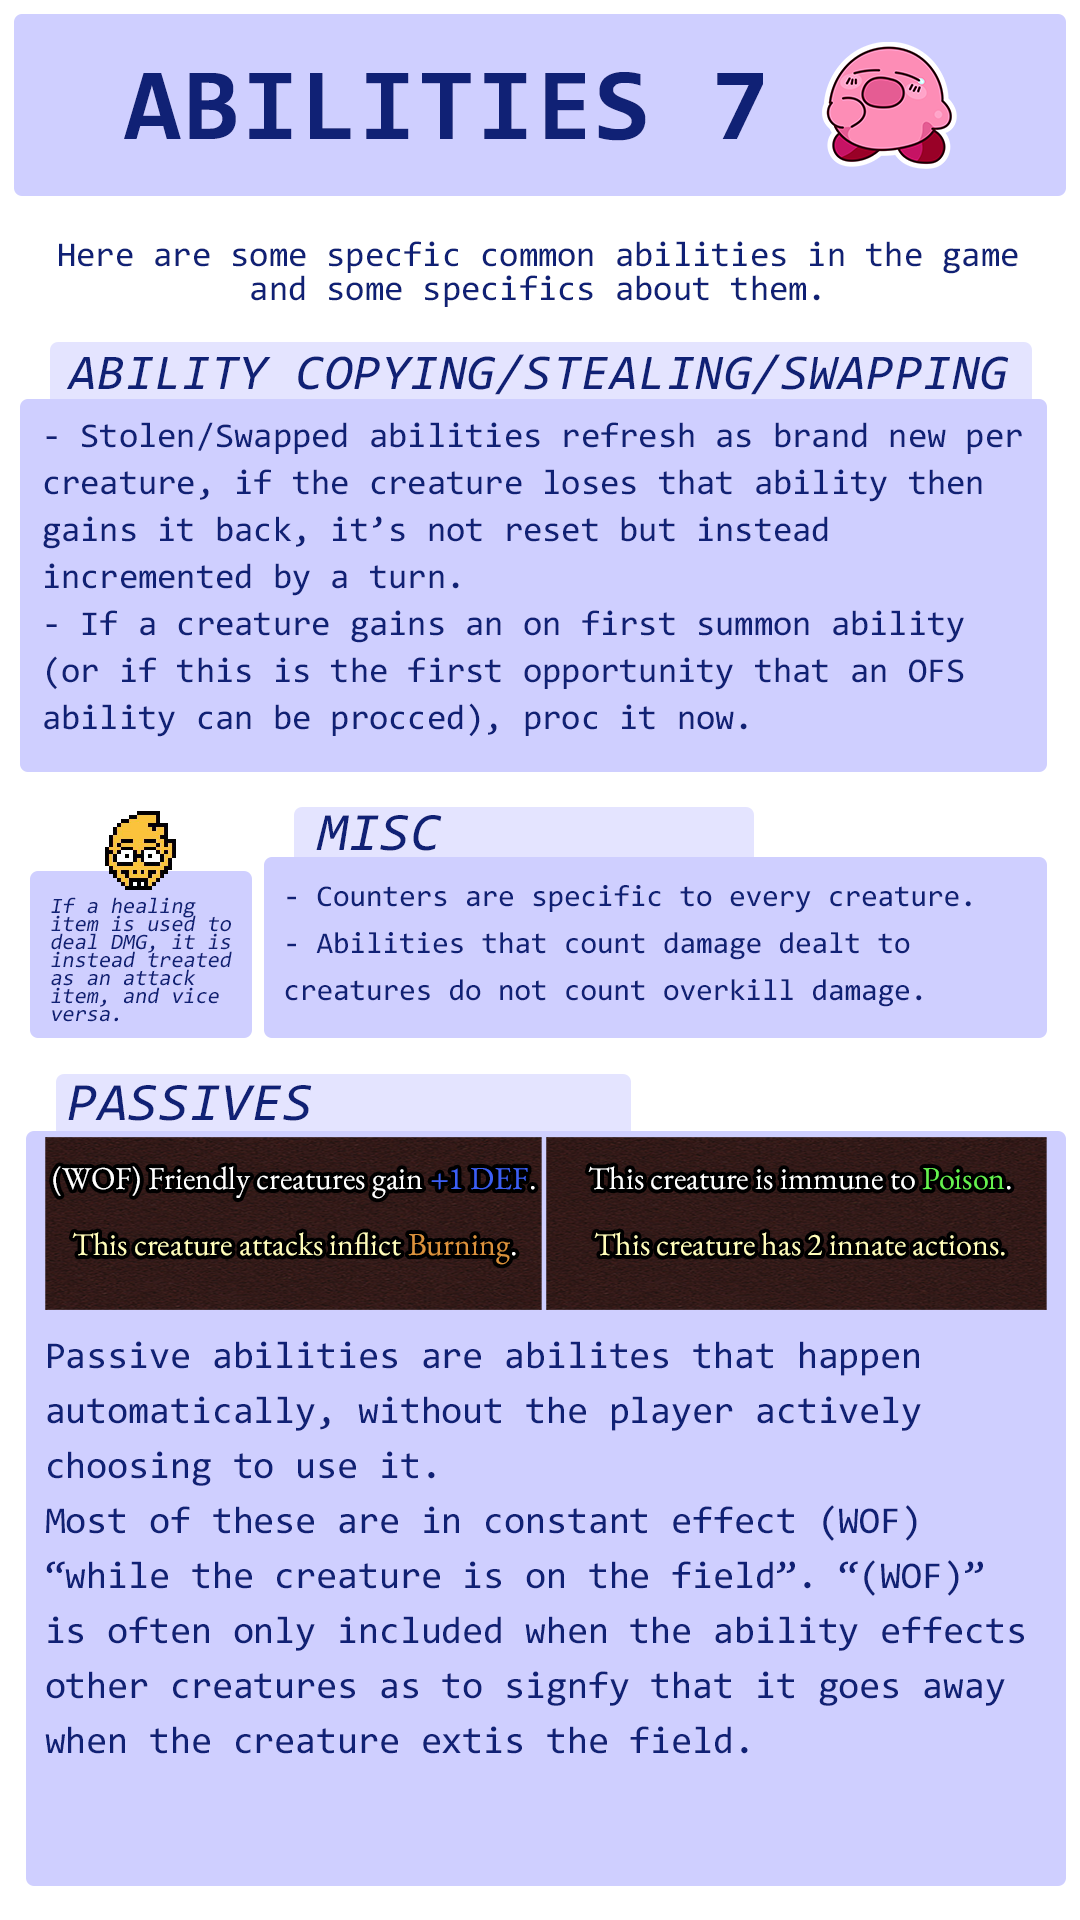 ABILITIES 7
Here are some specfic common abilities in the game
and some specifics about them.
ABILITY COPYING/STEALING/SWAPPING
- Stolen/Swapped abilities refresh as brand new per
creature, if the creature loses that ability then
gains it back, it’s not reset but instead
incremented by a turn.
- If a creature gains an on first summon ability
(or if this is the first opportunity that an OFS
ability can be procced), proc it now.
If a healing
item is used to
deal DMG, it is
instead treated
as an attack
item, and vice
versa.
MISC
- Counters are specific to every creature.
- Abilities that count damage dealt to
creatures do not count overkill damage.
PASSIVES
(WOF) Friendly creatures gain +1 DEF.
This creature attacks inflict Burning.
This creature is immune to Poison.
This creature has 2 innate actions.
Passive abilities are abilites that happen
automatically, without the player actively
choosing to use it.
Most of these are in constant effect (WOF)
“while the creature is on the field”. “(WOF)”
is often only included when the ability effects
other creatures as to signfy that it goes away
when the creature extis the field.